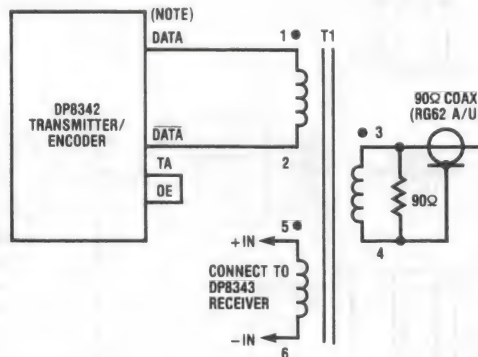 (NOTE)
DATA
1
T1
DP8342
TRANSMITTER/
ENCODER
90Ω COAX
(RG62 A/U
3
DATA
2
TA
OE
90Ω
4
5
+IN
CONNECT TO
DP8343
RECEIVER
−IN
6